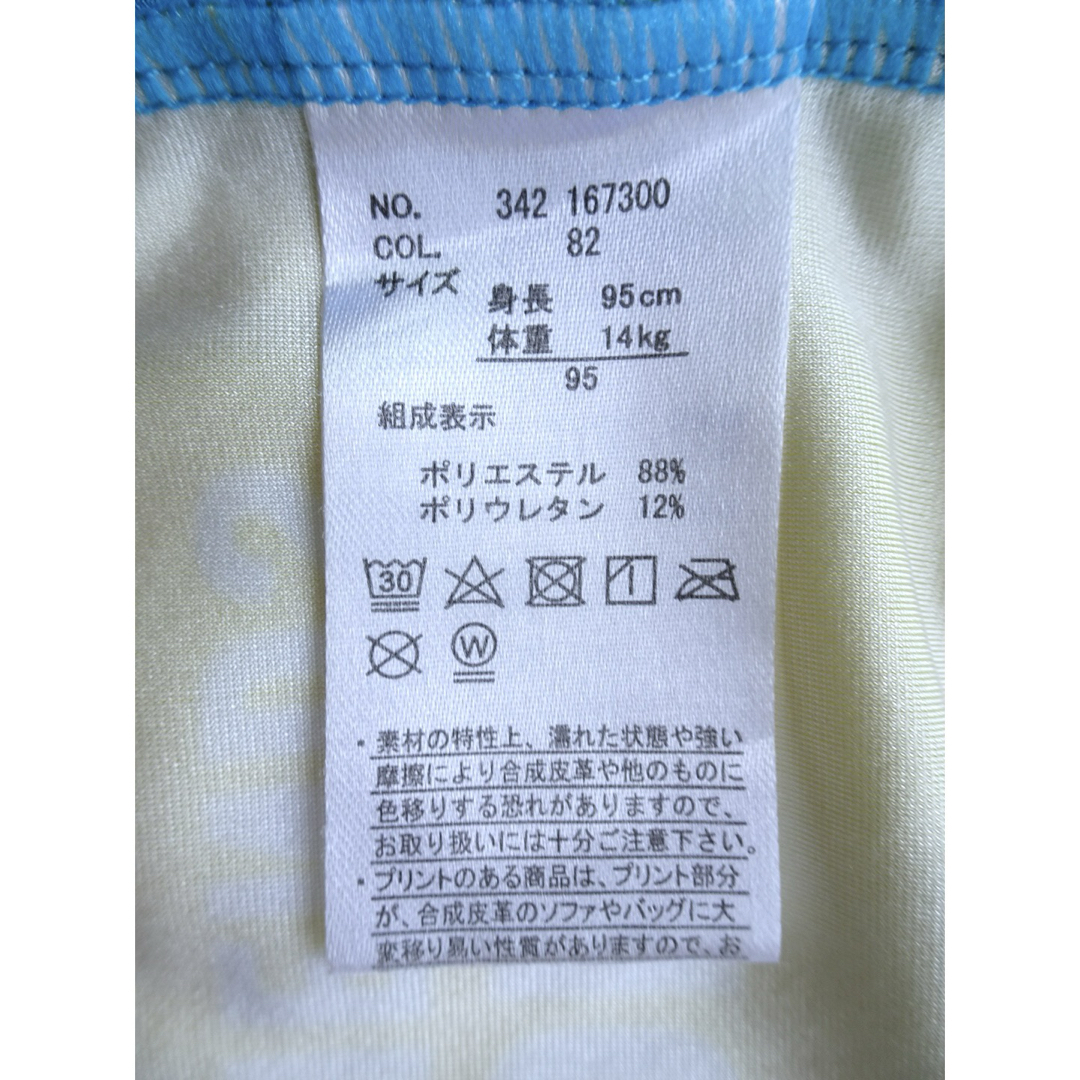 NO. 342 167300
COL. 82
サイズ
身長 95cm
体重 14kg
95
組成表示
ポリエステル 88%
ポリウレタン 12%
30
W
・素材の特性上、濡れた状態や強い
摩擦により合成皮革や他のものに
色移りする恐れがありますので、
お取り扱いには十分ご注意下さい。
・プリントのある商品は、プリント部分
が、合成皮革のソファやバッグに大
変移り易い性質がありますので、お